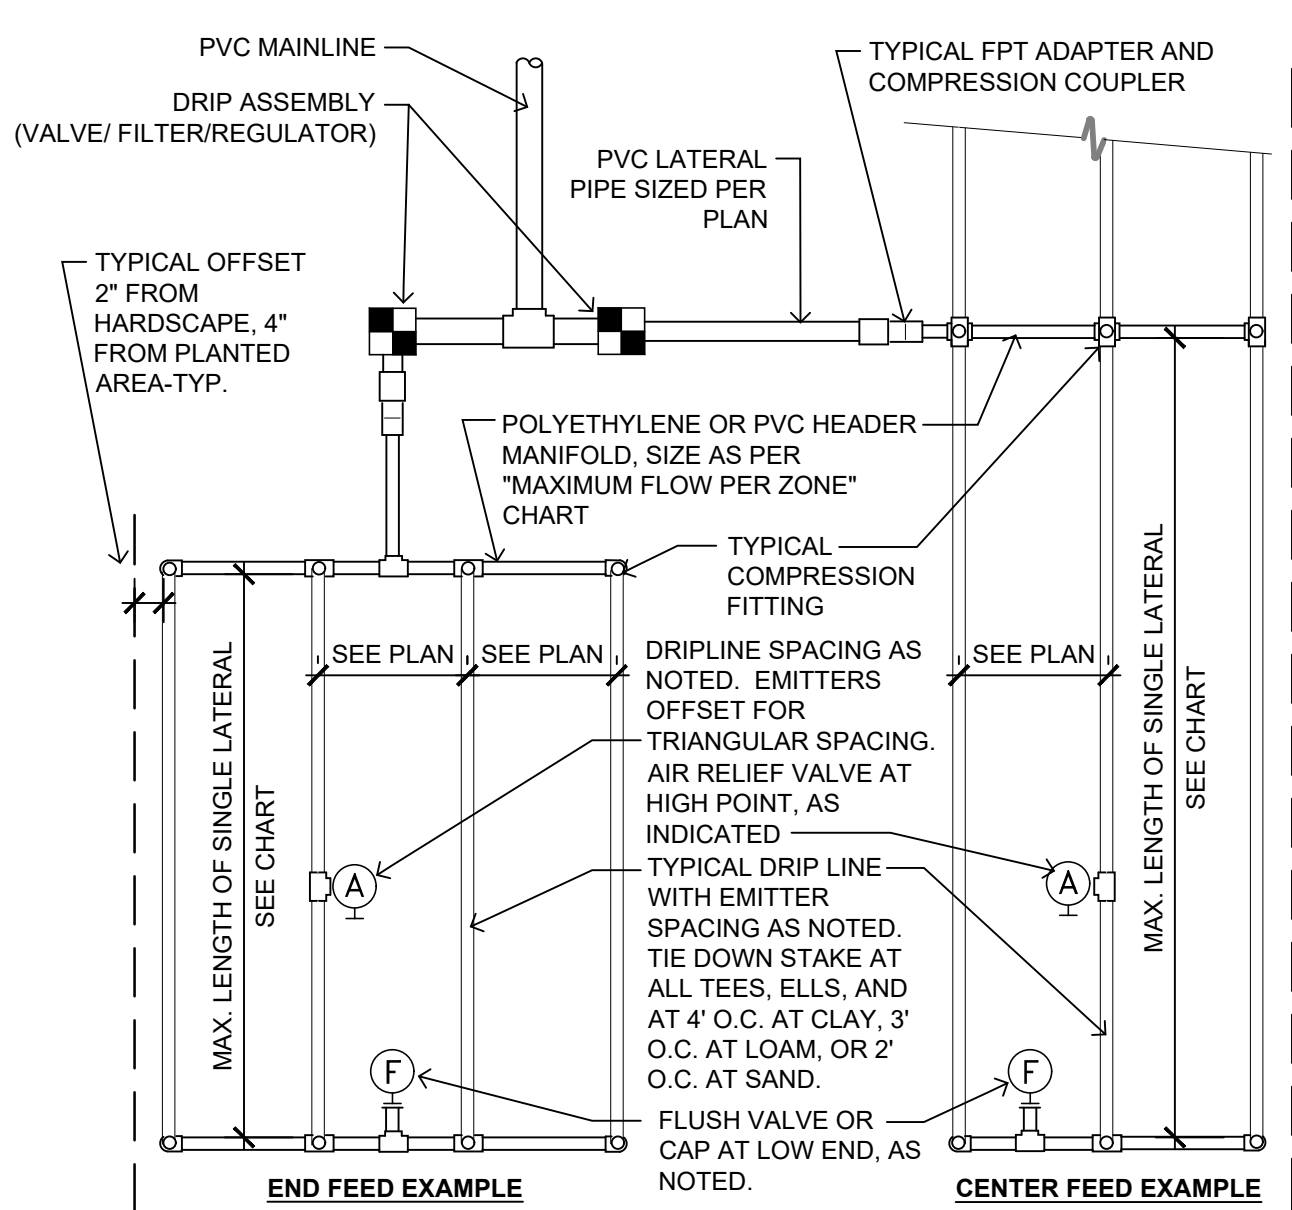 PVC MAINLINE
DRIP ASSEMBLY
(VALVE/ FILTER/REGULATOR)
TYPICAL FPT ADAPTER AND
COMPRESSION COUPLER
PVC LATERAL
PIPE SIZED PER
PLAN
TYPICAL OFFSET
2" FROM
HARDSCAPE, 4"
FROM PLANTED
AREA-TYP.
POLYETHYLENE OR PVC HEADER
MANIFOLD, SIZE AS PER
"MAXIMUM FLOW PER ZONE"
CHART
TYPICAL
COMPRESSION
FITTING
MAX. LENGTH OF SINGLE LATERAL
SEE CHART
SEE PLAN
SEE PLAN
DRIPLINE SPACING AS
NOTED. EMITTERS
OFFSET FOR
TRIANGULAR SPACING.
AIR RELIEF VALVE AT
HIGH POINT, AS
INDICATED
TYPICAL DRIP LINE
WITH EMITTER
SPACING AS NOTED.
TIE DOWN STAKE AT
ALL TEES, ELLS, AND
AT 4' O.C. AT CLAY, 3'
O.C. AT LOAM, OR 2'
O.C. AT SAND.
FLUSH VALVE OR
CAP AT LOW END, AS
NOTED.
SEE PLAN
MAX. LENGTH OF SINGLE LATERAL
SEE CHART
A
A
F
F
END FEED EXAMPLE
CENTER FEED EXAMPLE